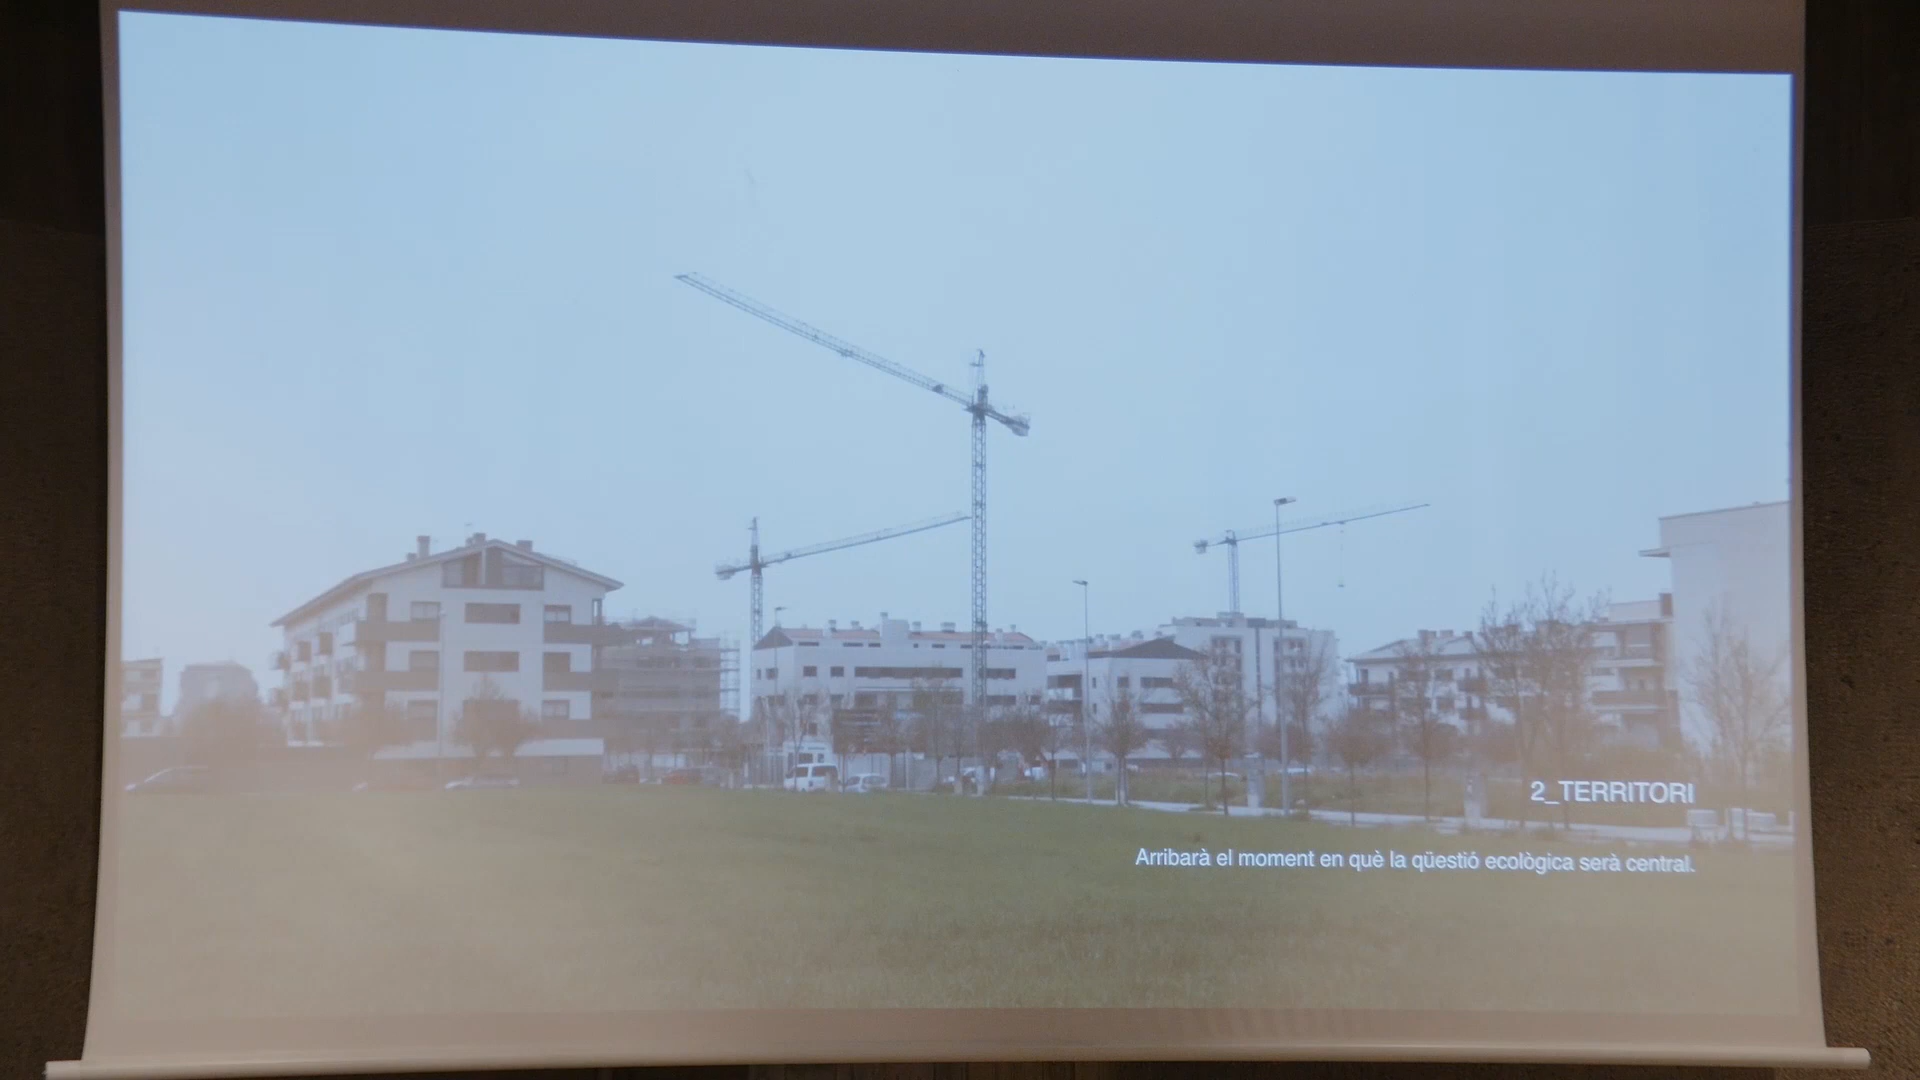 2_TERRITORI
Arribarà el moment en què la qüestió ecològica serà central.